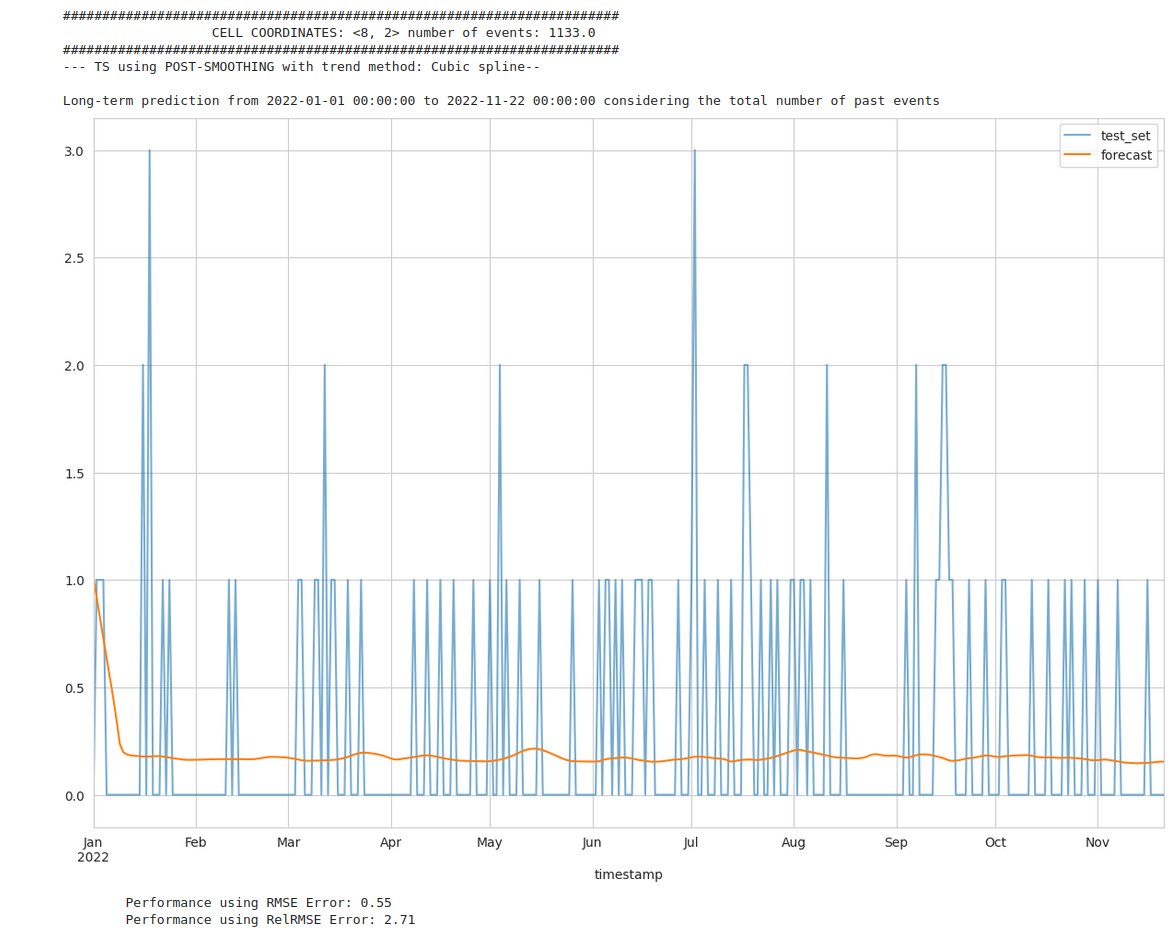 #######################################################################
CELL COORDINATES: <8, 2> number of events: 1133.0
#######################################################################
--- TS using POST-SMOOTHING with trend method: Cubic spline--
Long-term prediction from 2022-01-01 00:00:00 to 2022-11-22 00:00:00 considering the total number of past events
test_set
forecast
3.0
2.5
2.0
1.5
1.0
0.5
0.0
Jan Feb Mar Apr May Jun Jul Aug Sep Oct Nov
2022
timestamp
Performance using RMSE Error: 0.55
Performance using RelRMSE Error: 2.71